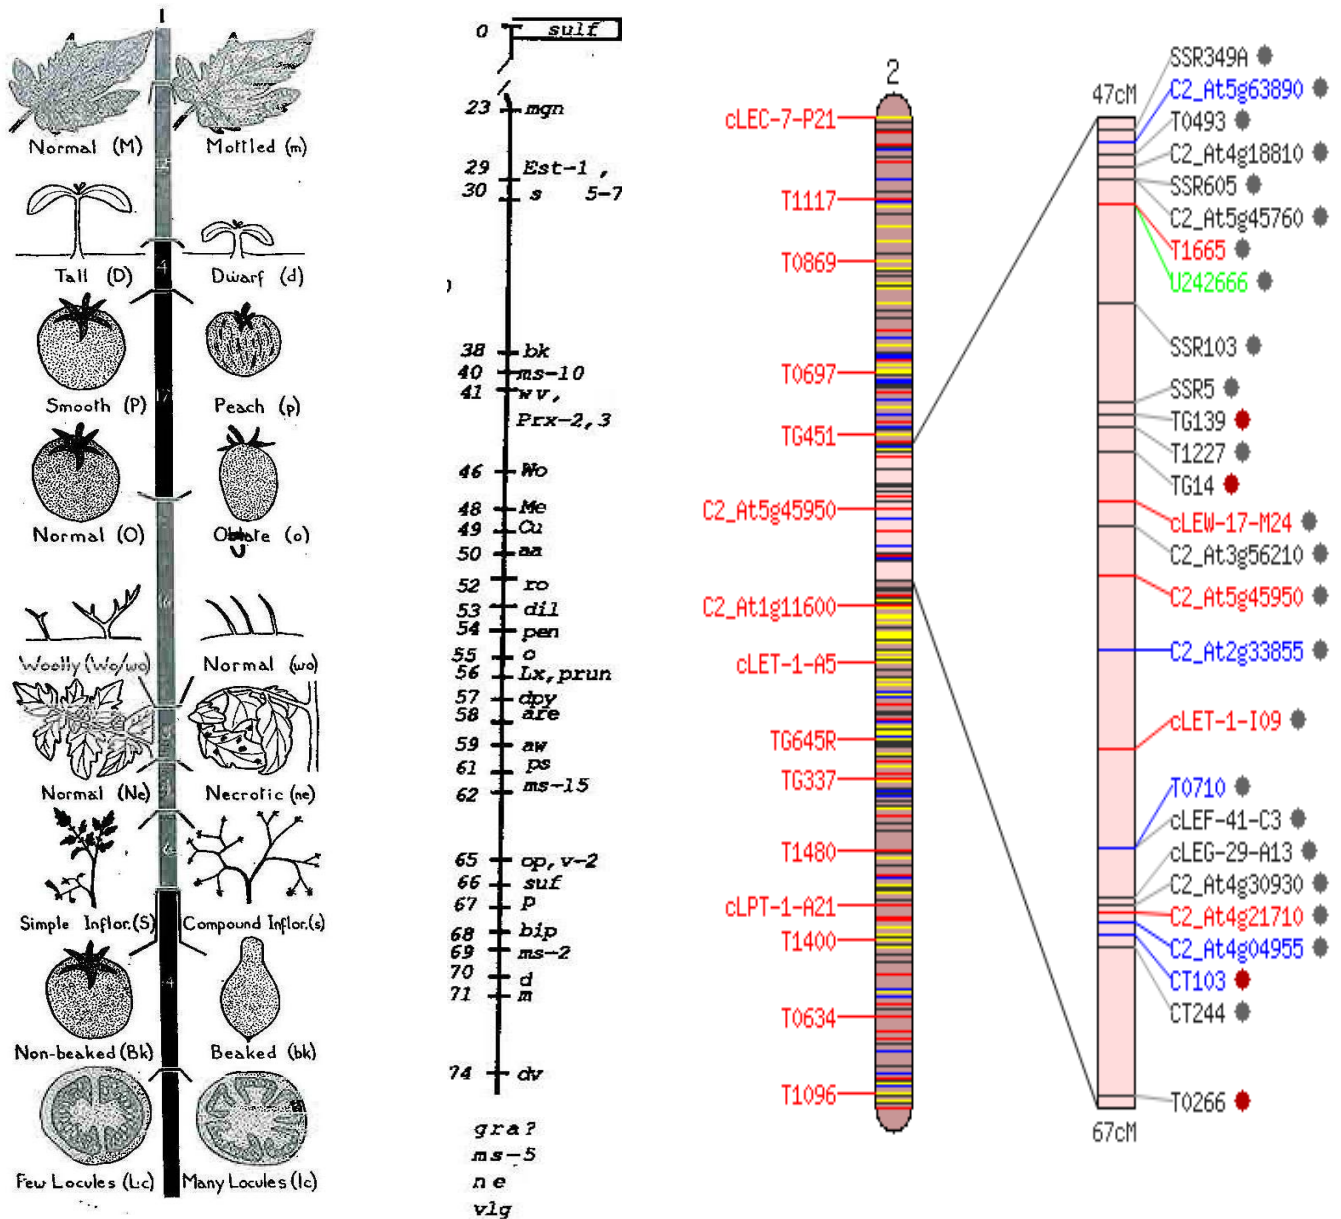 1
Normal (M) Mottled (m)
15
Tall (D) Dwarf (d)
4
Smooth (P) Peach (p)
17
Normal (O) Oblate (o)
Woolly (Wo/wo) Normal (wo)
Normal (Ne) Necrotic (ne)
Simple Inflor.(S) Compound Inflor.(s)
Non-beaked (Bk) Beaked (bk)
Few Locules (Lc) Many Locules (lc)
0 sulf
23 mgn
29 Est-1 ,
30 s 5-7
38 bk
40 ms-10
41 wv,
Prx-2,3
46 Wo
48 Me
49 Cu
50 aa
52 ro
53 dil
54 pen
55 o
56 Lx,prun
57 dpy
58 are
59 aw
61 ps
62 ms-15
65 op,v-2
66 suf
67 P
68 bip
69 ms-2
70 d
71 m
74 dv
gra?
ms-5
ne
vlg
2
cLEC-7-P21
T1117
T0869
T0697
TG451
C2_At5g45950
C2_At1g11600
cLET-1-A5
TG645R
TG337
T1480
cLPT-1-A21
T1400
T0634
T1096
47cM
SSR349A
C2_At5g63890
T0493
C2_At4g18810
SSR605
C2_At5g45760
T1665
U242666
SSR103
SSR5
TG139
T1227
TG14
cLEW-17-M24
C2_At3g56210
C2_At5g45950
C2_At2g33855
cLET-1-I09
T0710
cLEF-41-C3
cLEG-29-A13
C2_At4g30930
C2_At4g21710
C2_At4g04955
CT103
CT244
T0266
67cM